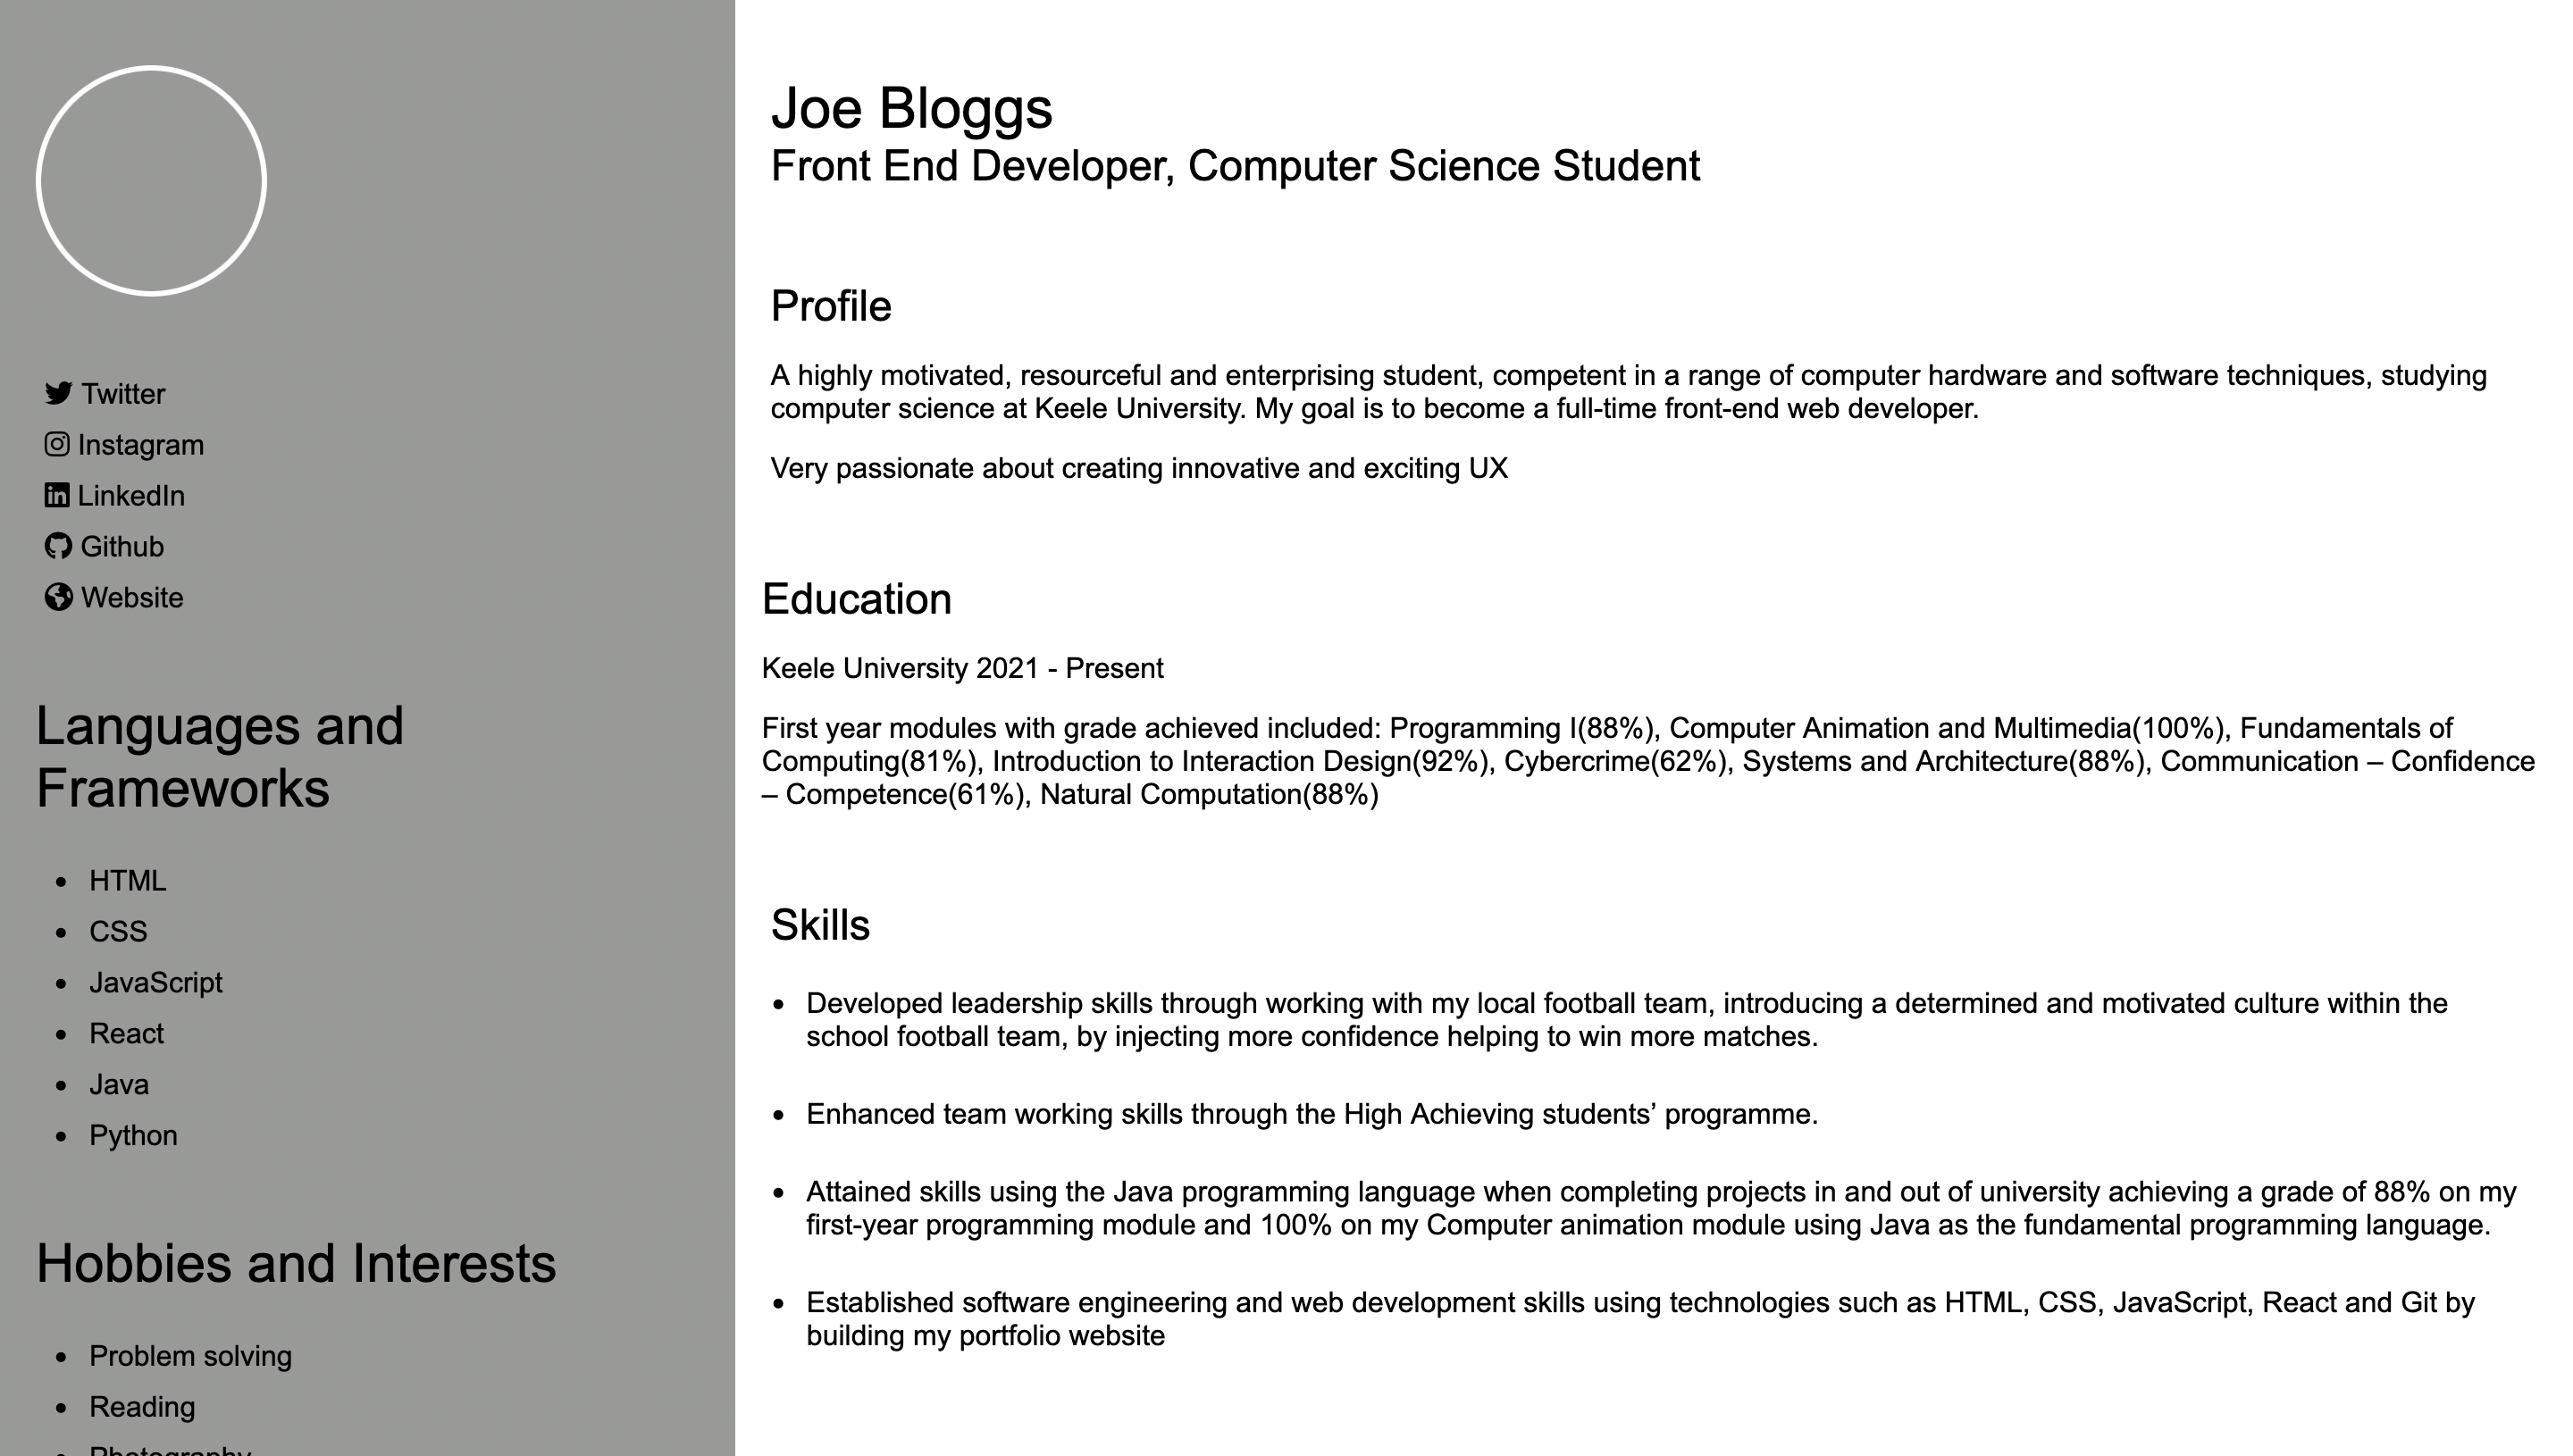 Twitter
Instagram
LinkedIn
Github
Website
Languages and
Frameworks
• HTML
• CSS
• JavaScript
• React
• Java
• Python
Hobbies and Interests
• Problem solving
• Reading
• Photography
Joe Bloggs
Front End Developer, Computer Science Student
Profile
A highly motivated, resourceful and enterprising student, competent in a range of computer hardware and software techniques, studying
computer science at Keele University. My goal is to become a full-time front-end web developer.
Very passionate about creating innovative and exciting UX
Education
Keele University 2021 - Present
First year modules with grade achieved included: Programming I(88%), Computer Animation and Multimedia(100%), Fundamentals of
Computing(81%), Introduction to Interaction Design(92%), Cybercrime(62%), Systems and Architecture(88%), Communication – Confidence
– Competence(61%), Natural Computation(88%)
Skills
• Developed leadership skills through working with my local football team, introducing a determined and motivated culture within the
school football team, by injecting more confidence helping to win more matches.
• Enhanced team working skills through the High Achieving students’ programme.
• Attained skills using the Java programming language when completing projects in and out of university achieving a grade of 88% on my
first-year programming module and 100% on my Computer animation module using Java as the fundamental programming language.
• Established software engineering and web development skills using technologies such as HTML, CSS, JavaScript, React and Git by
building my portfolio website